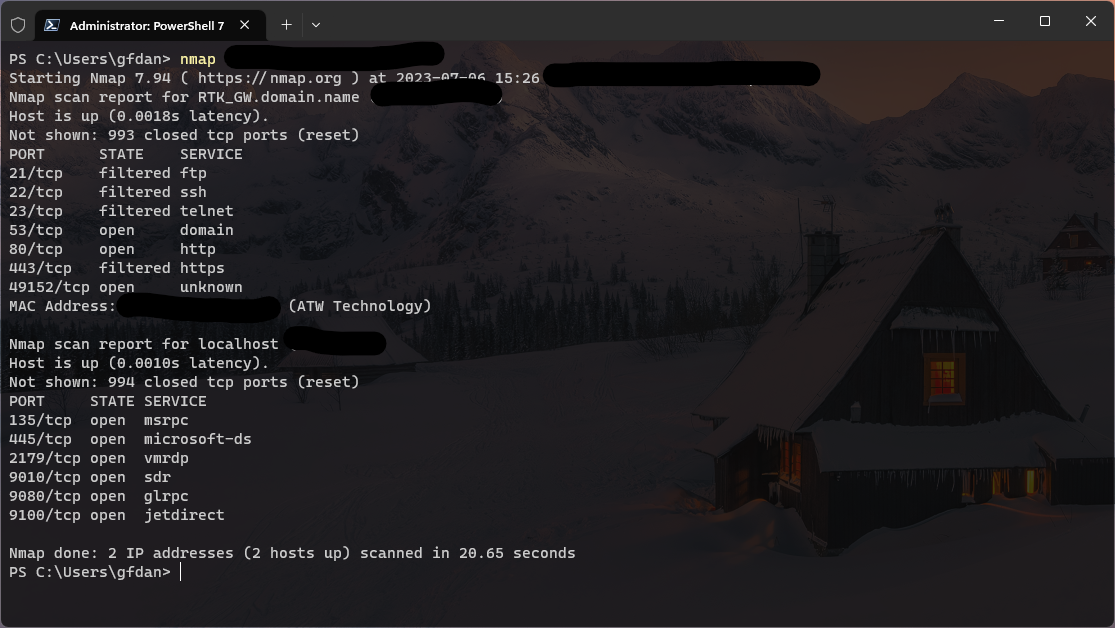 Administrator: PowerShell 7
PS C:\Users\gfdan> nmap
Starting Nmap 7.94 ( https://nmap.org ) at 2023-07-06 15:26
Nmap scan report for RTK_GW.domain.name
Host is up (0.0018s latency).
Not shown: 993 closed tcp ports (reset)
PORT STATE SERVICE
21/tcp filtered ftp
22/tcp filtered ssh
23/tcp filtered telnet
53/tcp open domain
80/tcp open http
443/tcp filtered https
49152/tcp open unknown
MAC Address: (ATW Technology)
Nmap scan report for localhost
Host is up (0.0010s latency).
Not shown: 994 closed tcp ports (reset)
PORT STATE SERVICE
135/tcp open msrpc
445/tcp open microsoft-ds
2179/tcp open vmrdp
9010/tcp open sdr
9080/tcp open glrpc
9100/tcp open jetdirect
Nmap done: 2 IP addresses (2 hosts up) scanned in 20.65 seconds
PS C:\Users\gfdan>